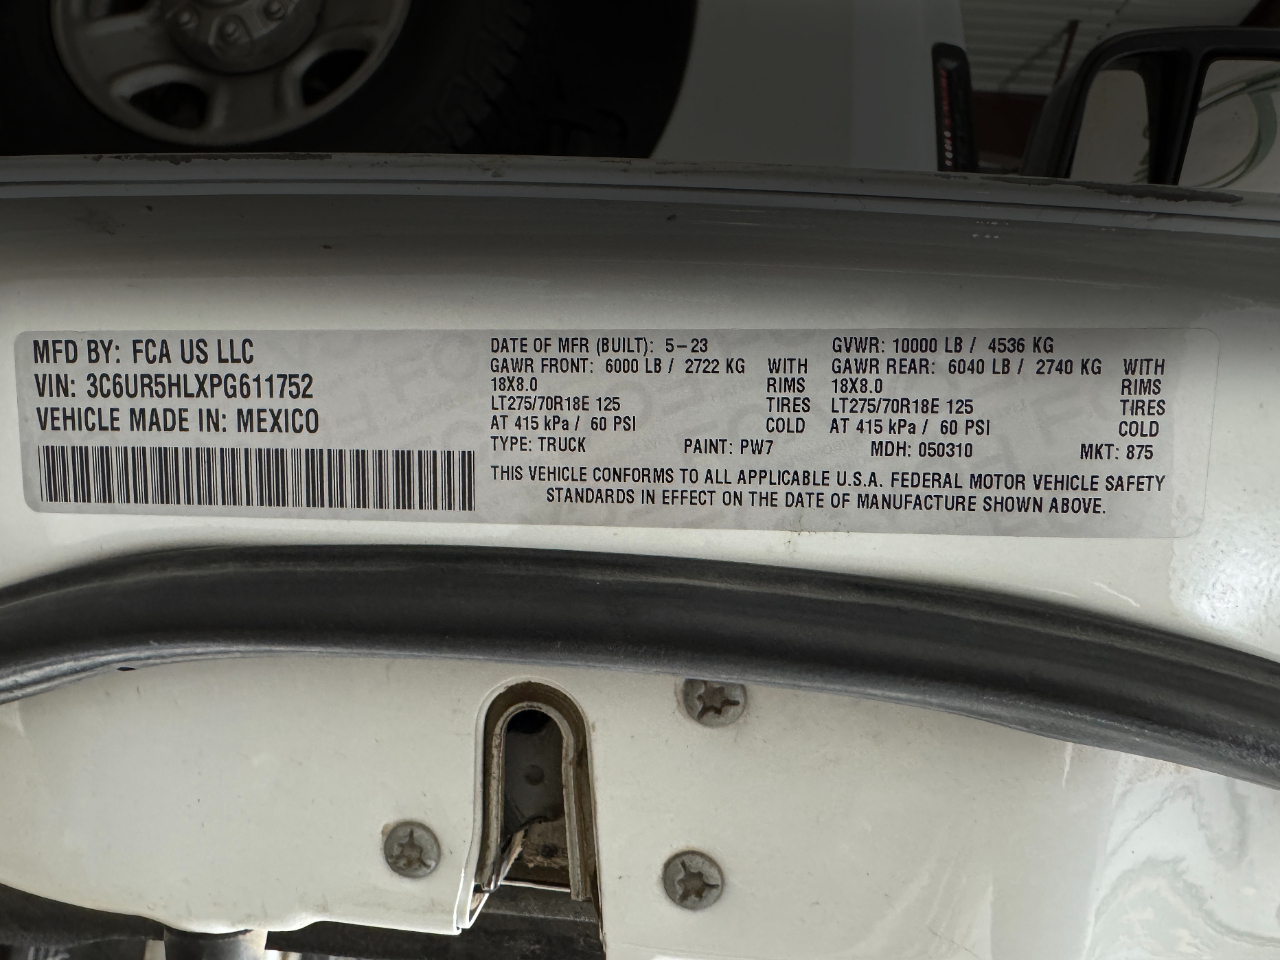 MFD BY: FCA US LLC
VIN: 3C6UR5HLXPG611752
VEHICLE MADE IN: MEXICO
DATE OF MFR (BUILT): 5-23 GVWR: 10000 LB / 4536 KG
GAWR FRONT: 6000 LB / 2722 KG WITH GAWR REAR: 6040 LB / 2740 KG WITH
18X8.0 RIMS 18X8.0 RIMS
LT275/70R18E 125 TIRES LT275/70R18E 125 TIRES
AT 415 kPa / 60 PSI COLD AT 415 kPa / 60 PSI COLD
TYPE: TRUCK PAINT: PW7 MDH: 050310 MKT: 875
THIS VEHICLE CONFORMS TO ALL APPLICABLE U.S.A. FEDERAL MOTOR VEHICLE SAFETY
STANDARDS IN EFFECT ON THE DATE OF MANUFACTURE SHOWN ABOVE.